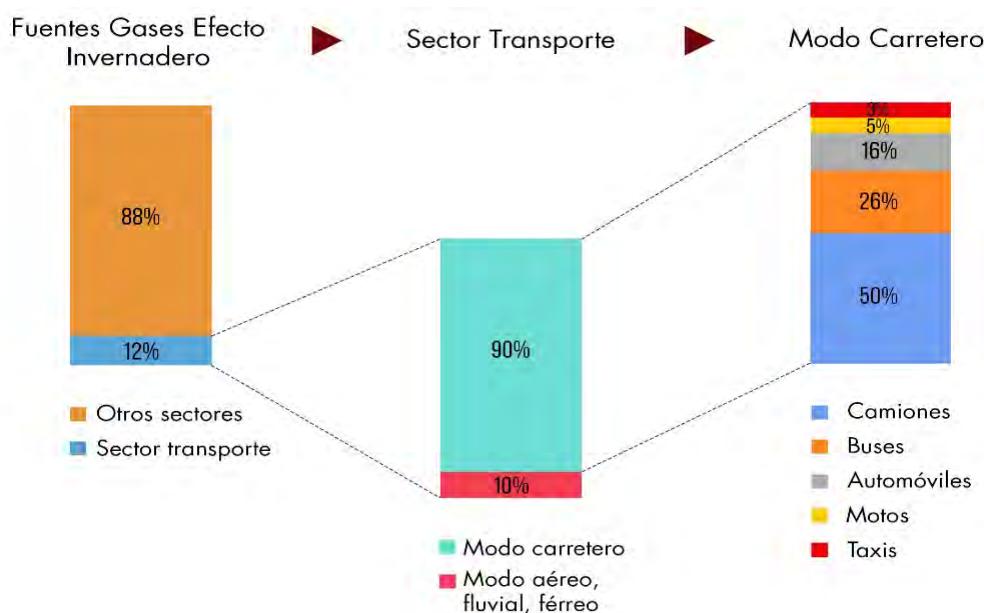 Fuentes Gases Efecto
Invernadero
Sector Transporte
Modo Carretero
88%
12%
Otros sectores
Sector transporte
90%
10%
Modo carretero
Modo aéreo,
fluvial, férreo
3%
5%
16%
26%
50%
Camiones
Buses
Automóviles
Motos
Taxis